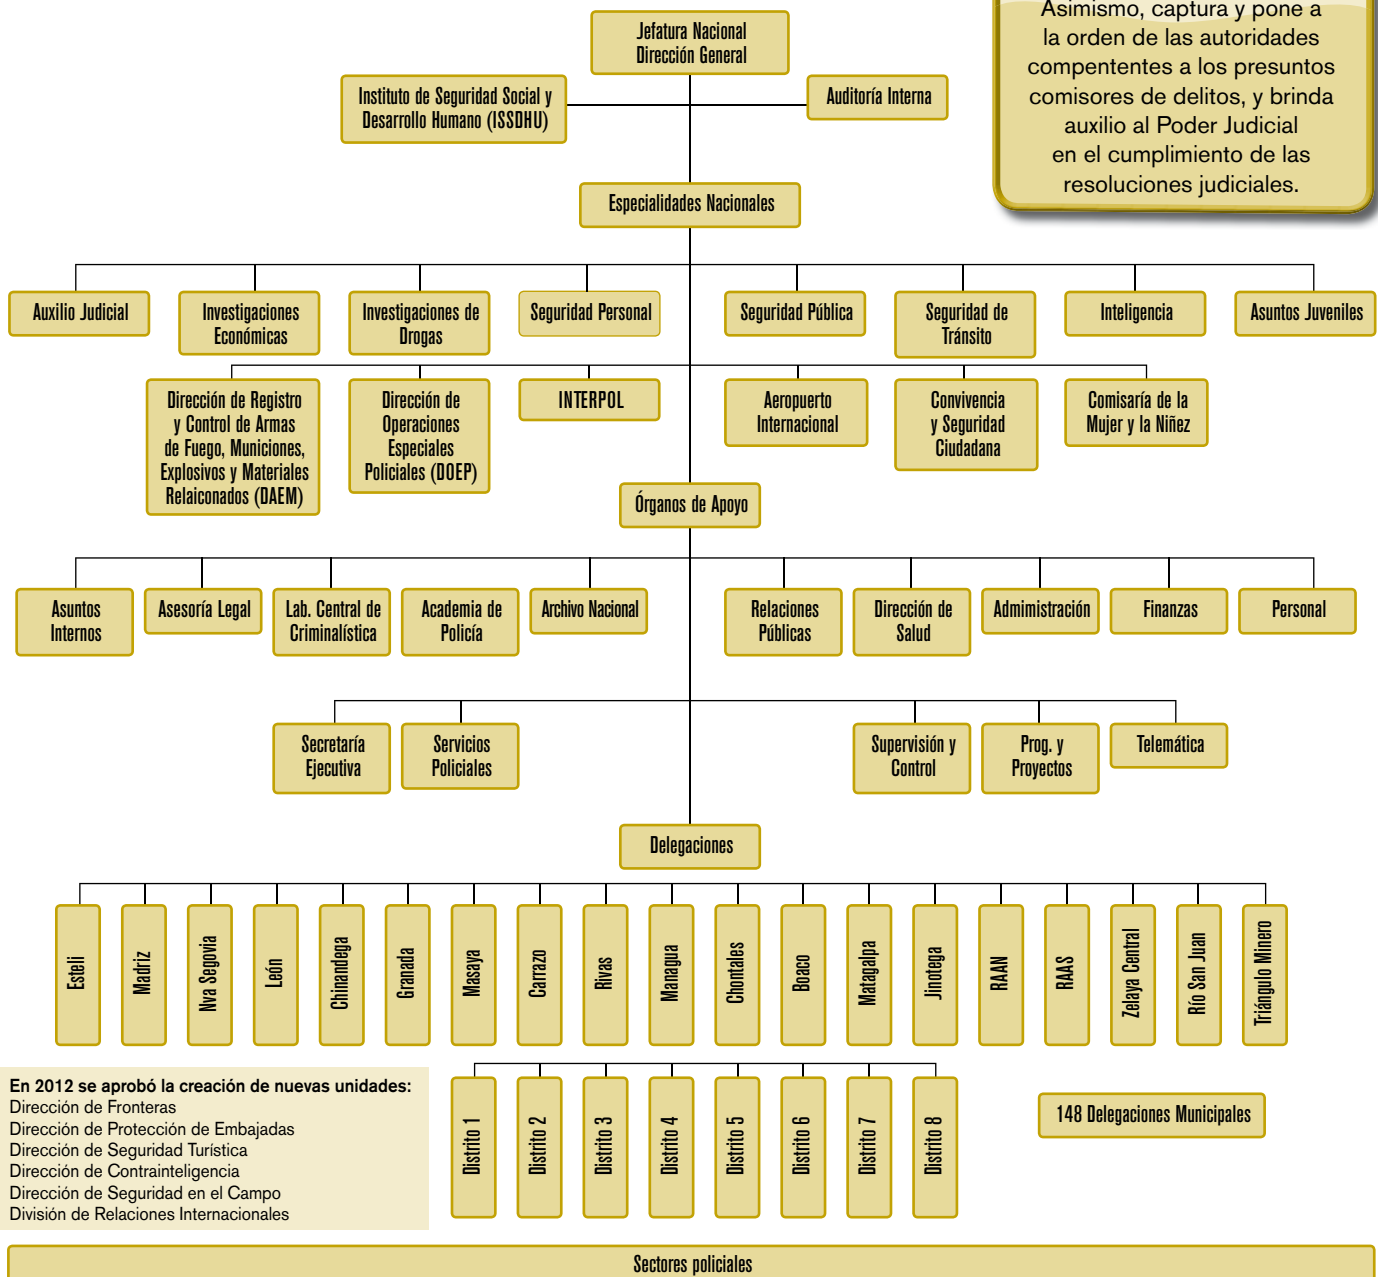 Asimismo, captura y pone a
la orden de las autoridades
compententes a los presuntos
comisores de delitos, y brinda
auxilio al Poder Judicial
en el cumplimiento de las
resoluciones judiciales.
Jefatura Nacional
Dirección General
Instituto de Seguridad Social y
Desarrollo Humano (ISSDHU)
Auditoría Interna
Especialidades Nacionales
Auxilio Judicial
Investigaciones
Económicas
Investigaciones de
Drogas
Seguridad Personal
Seguridad Pública
Seguridad de
Tránsito
Inteligencia
Asuntos Juveniles
Dirección de Registro
y Control de Armas
de Fuego, Municiones,
Explosivos y Materiales
Relaiconados (DAEM)
Dirección de
Operaciones
Especiales
Policiales (DOEP)
INTERPOL
Aeropuerto
Internacional
Convivencia
y Seguridad
Ciudadana
Comisaría de la
Mujer y la Niñez
Órganos de Apoyo
Asuntos
Internos
Asesoría Legal
Lab. Central de
Criminalística
Academia de
Policía
Archivo Nacional
Relaciones
Públicas
Dirección de
Salud
Admimistración
Finanzas
Personal
Secretaría
Ejecutiva
Servicios
Policiales
Supervisión y
Control
Prog. y
Proyectos
Telemática
Delegaciones
Estelí
Madriz
Nva Segovia
León
Chinandega
Granada
Masaya
Carrazo
Rivas
Managua
Chontales
Boaco
Matagalpa
Jinotega
RAAN
RAAS
Zelaya Central
Río San Juan
Triángulo Minero
Distrito 1
Distrito 2
Distrito 3
Distrito 4
Distrito 5
Distrito 6
Distrito 7
Distrito 8
148 Delegaciones Municipales
En 2012 se aprobó la creación de nuevas unidades:
Dirección de Fronteras
Dirección de Protección de Embajadas
Dirección de Seguridad Turística
Dirección de Contrainteligencia
Dirección de Seguridad en el Campo
División de Relaciones Internacionales
Sectores policiales